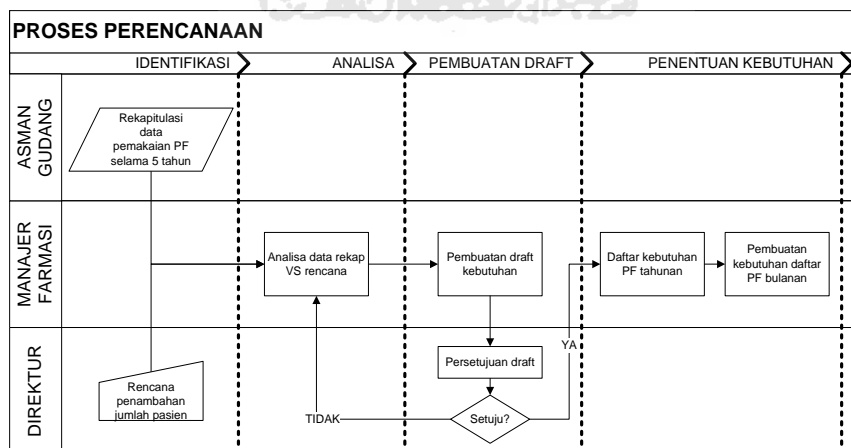 PROSES PERENCANAAN
IDENTIFIKASI
ANALISA
PEMBUATAN DRAFT
PENENTUAN KEBUTUHAN
ASMAN
GUDANG
Rekapitulasi
data
pemakaian PF
selama 5 tahun
MANAJER
FARMASI
Analisa data rekap
VS rencana
Pembuatan draft
kebutuhan
Daftar kebutuhan
PF tahunan
Pembuatan
kebutuhan daftar
PF bulanan
DIREKTUR
Rencana
penambahan
jumlah pasien
Persetujuan draft
Setuju?
TIDAK
YA